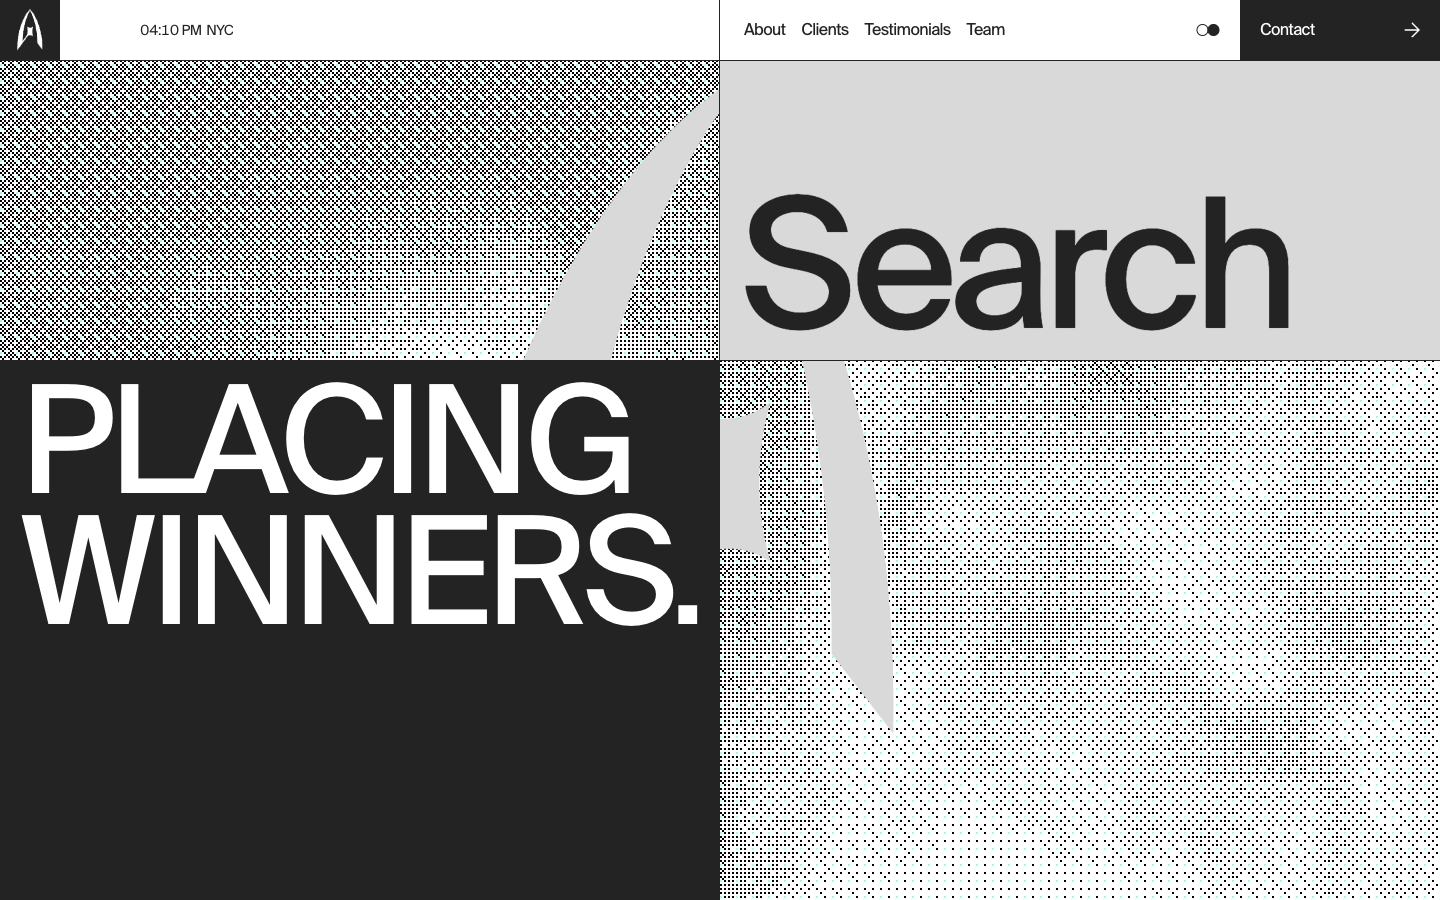 04:10 PM NYC
About Clients Testimonials Team
Contact
Search
PLACING
WINNERS.